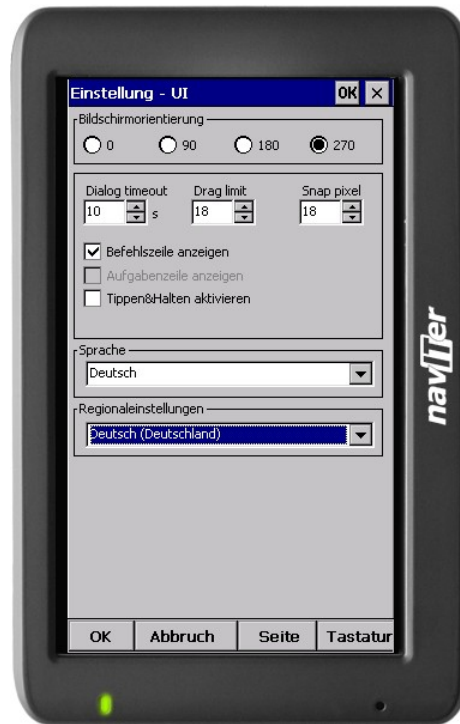 Einstellung - UI OK ×
Bildschirmorientierung
0 90 180 270
Dialog timeout Drag limit Snap pixel
10 s 18 18
Befehlszeile anzeigen
Aufgabenzeile anzeigen
Tippen&Halten aktivieren
Sprache
Deutsch
Regionaleinstellungen
Deutsch (Deutschland)
OK Abbruch Seite Tastatur
naviter